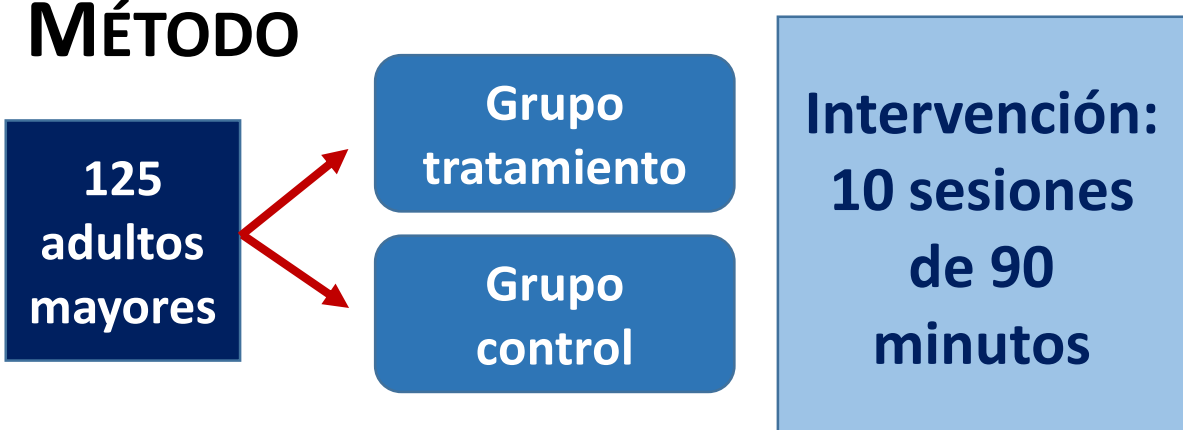 MÉTODO
125
adultos
mayores
Grupo
tratamiento
Grupo
control
Intervención:
10 sesiones
de 90
minutos